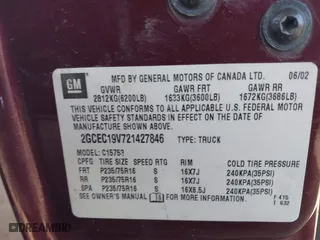 GM
MFD BY GENERAL MOTORS OF CANADA LTD. 06/02
GVWR GAWR FRT GAWR RR
2812KG(6200LB) 1633KG(3600LB) 1672KG(3686LB)
THIS VEHICLE CONFORMS TO ALL APPLICABLE U.S. FEDERAL MOTOR
VEHICLE SAFETY STANDARDS IN EFFECT ON THE DATE OF
MANUFACTURE SHOWN ABOVE.
2GCEC19V721427846 TYPE: TRUCK
MODEL: C15753
CPFG TIRE SIZE SPEED RTG RIM COLD TIRE PRESSURE
FRT P235/75R16 S 16X7J 240KPA(35PSI)
RR P235/75R16 S 16X7J 240KPA(35PSI)
SPA P235/75R16 S 16X6.5J 240KPA(35PSI)
SEE OWNER'S MANUAL FOR MORE INFORMATION.
F 415
T 632